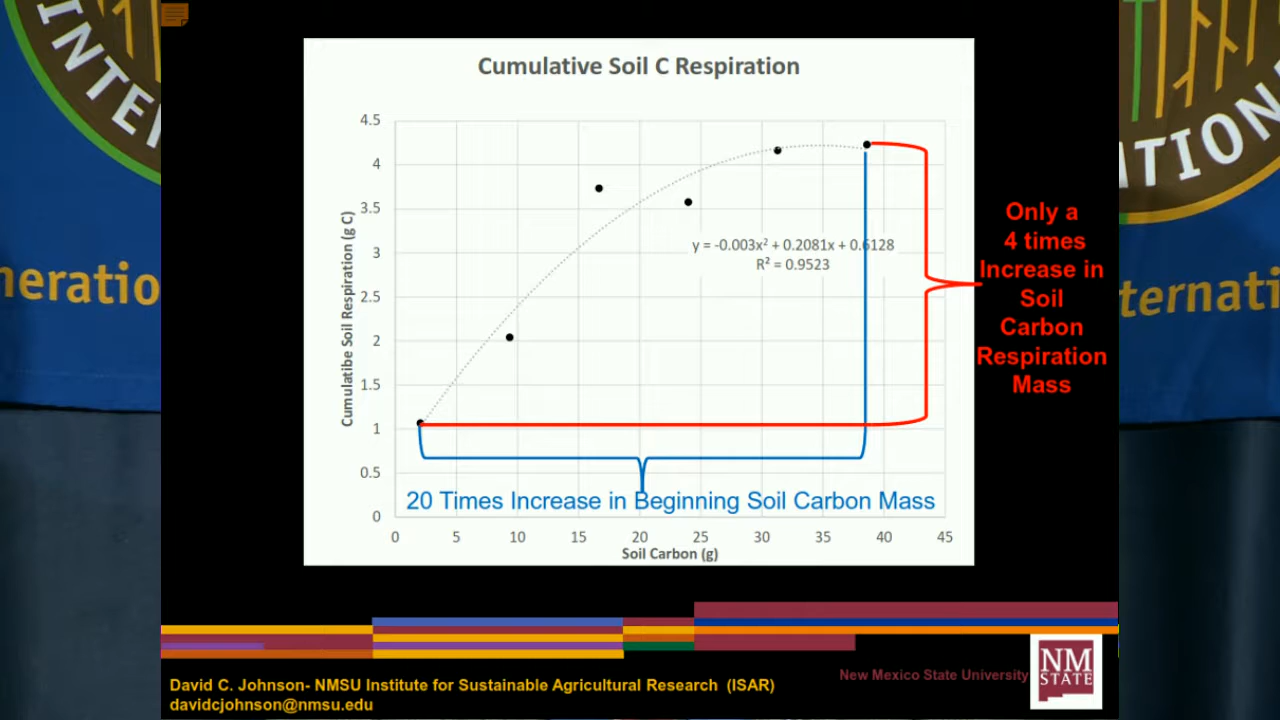 Cumulative Soil C Respiration
4.5
4
3.5
3
2.5
2
1.5
1
0.5
0
Cumulatibe Soil Respiration (g C)
y = -0.003x² + 0.2081x + 0.6128
R² = 0.9523
20 Times Increase in Beginning Soil Carbon Mass
0 5 10 15 20 25 30 35 40 45
Soil Carbon (g)
Only a
4 times
Increase in
Soil
Carbon
Respiration
Mass
INTE
TIONA
neratio
ternati
New Mexico State University
NM
STATE
David C. Johnson- NMSU Institute for Sustainable Agricultural Research (ISAR)
davidcjohnson@nmsu.edu